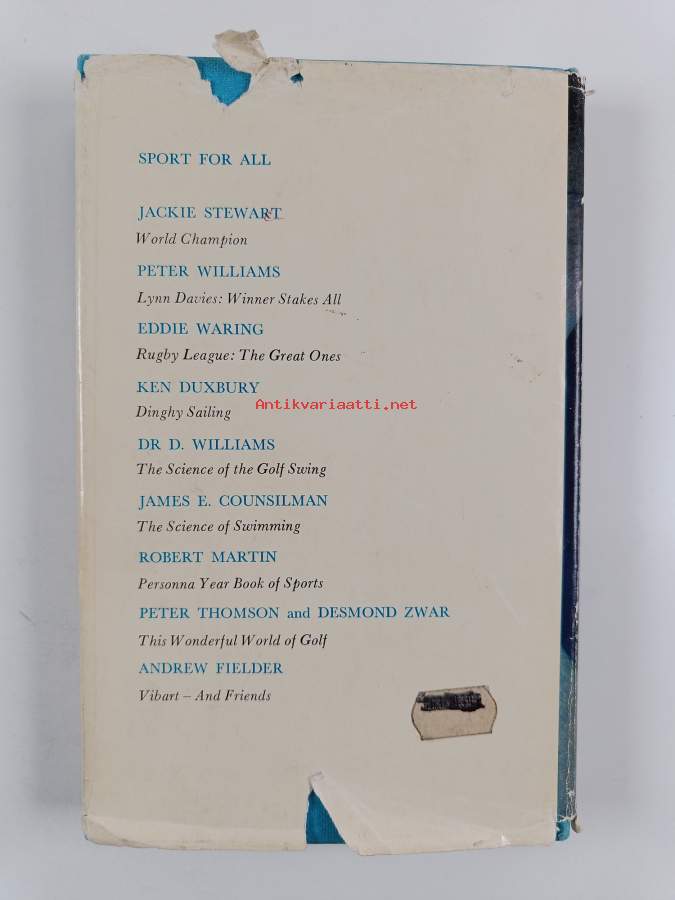 SPORT FOR ALL
JACKIE STEWART
World Champion
PETER WILLIAMS
Lynn Davies: Winner Stakes All
EDDIE WARING
Rugby League: The Great Ones
KEN DUXBURY
Dinghy Sailing
Antikvariaatti.net
DR D. WILLIAMS
The Science of the Golf Swing
JAMES E. COUNSILMAN
The Science of Swimming
ROBERT MARTIN
Personna Year Book of Sports
PETER THOMSON and DESMOND ZWAR
This Wonderful World of Golf
ANDREW FIELDER
Vibart – And Friends